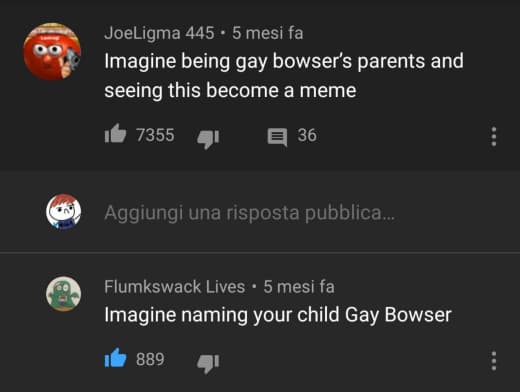 JoeLigma 445 • 5 mesi fa
Imagine being gay bowser's parents and
seeing this become a meme
7355 36
Aggiungi una risposta pubblica...
Flumkswack Lives • 5 mesi fa
Imagine naming your child Gay Bowser
889